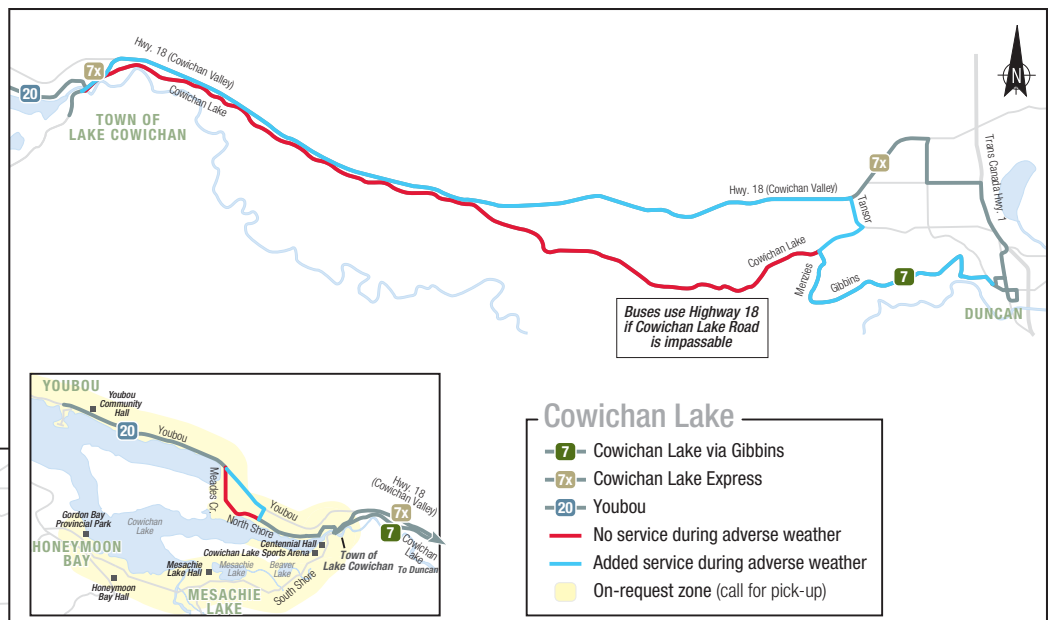 Hwy. 18 (Cowichan Valley)
7x
Cowichan Lake
20
TOWN OF
LAKE COWICHAN
N
Trans Canada Hwy. 1
7x
Hwy. 18 (Cowichan Valley)
Tansor
Cowichan Lake
Menzies
Gibbins
7
DUNCAN
Buses use Highway 18
if Cowichan Lake Road
is impassable
YOUBOU
Youbou
Community
Hall
20
Youbou
Meades Cr.
Youbou
North Shore
Hwy. 18
(Cowichan Valley)
7x
7
Cowichan
Lake
To Duncan
Gordon Bay
Provincial Park
Cowichan
Lake
HONEYMOON
BAY
Centennial Hall
Cowichan Lake
Sports Arena
Town of
Lake Cowichan
Mesachie
Lake Hall
Mesachie
Lake
Beaver
Lake
South Shore
Honeymoon
Bay Hall
MESACHIE
LAKE
Cowichan Lake
7 Cowichan Lake via Gibbins
7x Cowichan Lake Express
20 Youbou
No service during adverse weather
Added service during adverse weather
On-request zone (call for pick-up)